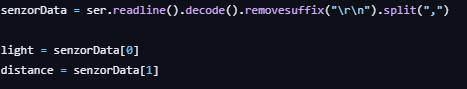 senzorData = ser.readline().decode().removesuffix("\r\n").split(",")
light = senzorData[0]
distance = senzorData[1]